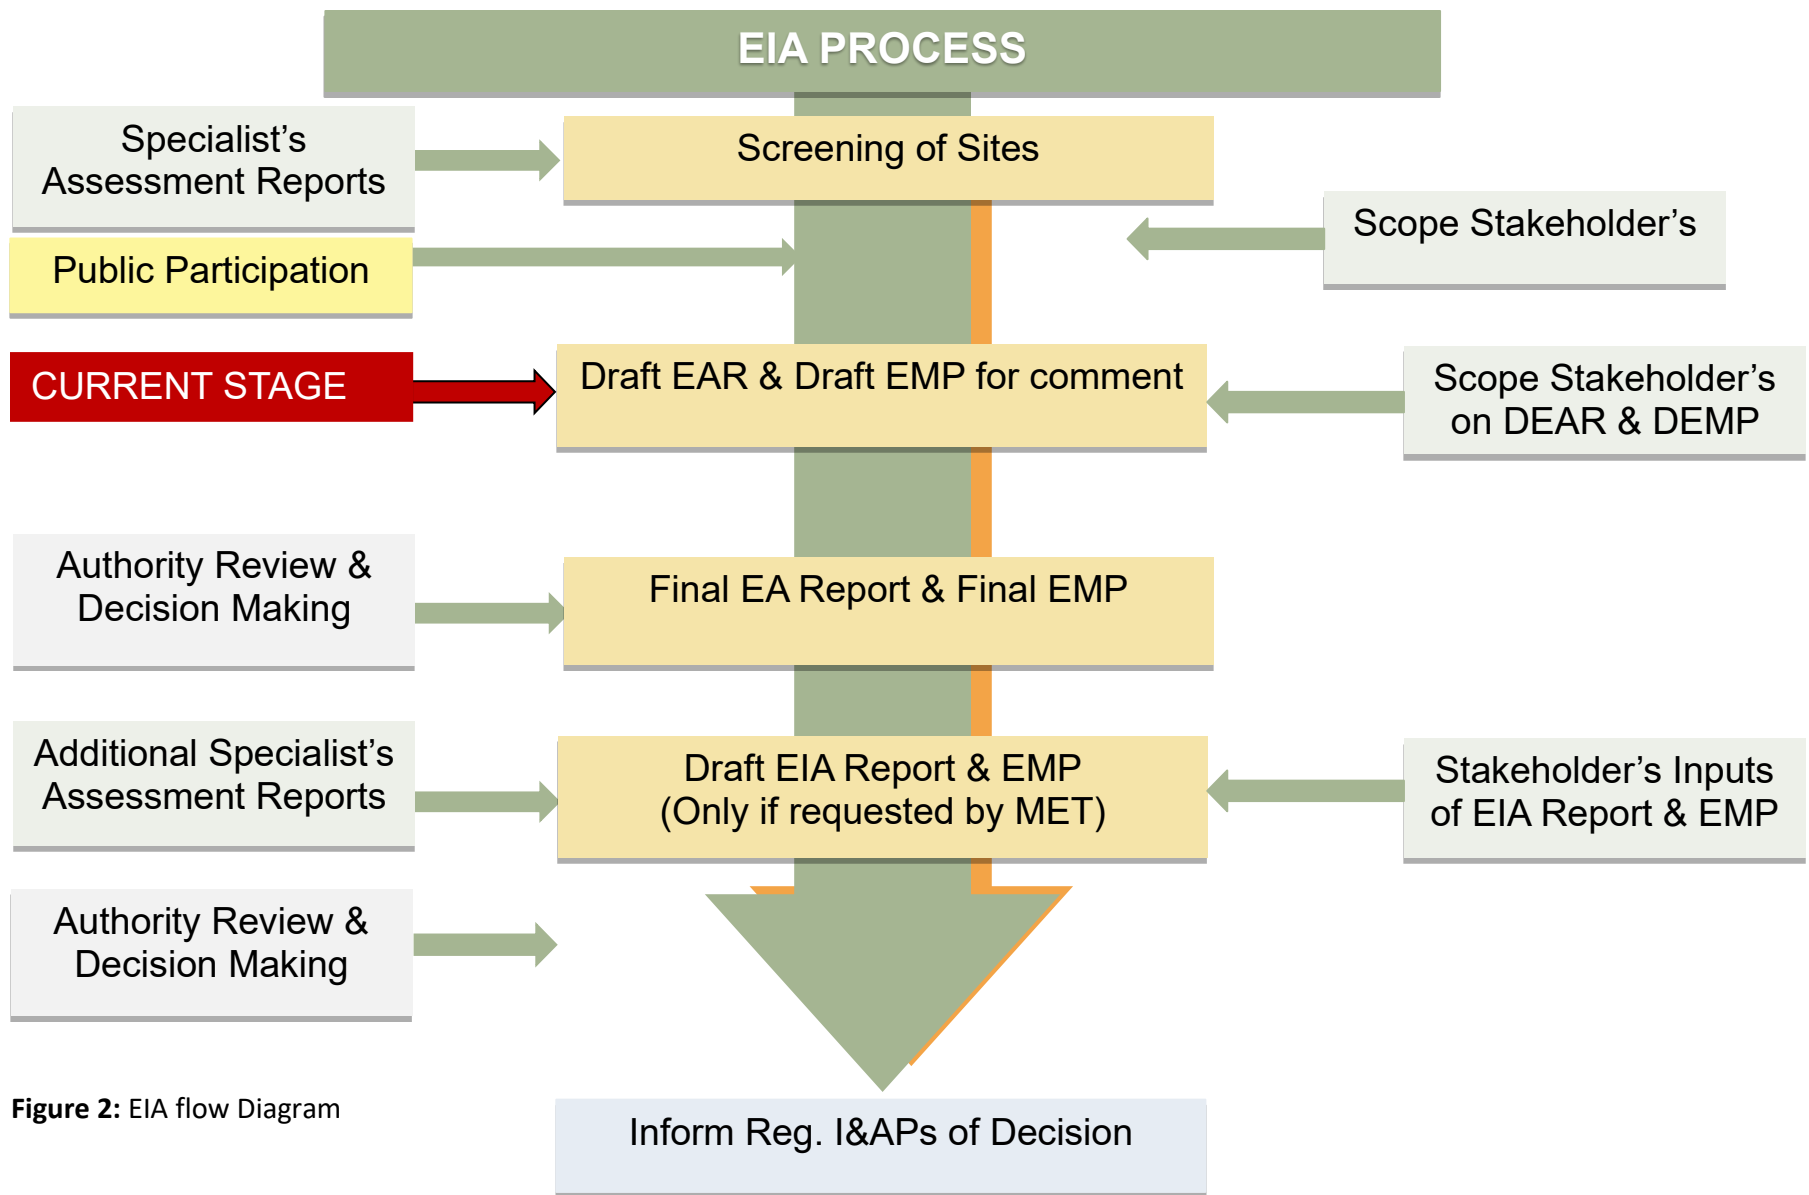 EIA PROCESS
Specialist’s
Assessment Reports
Screening of Sites
Scope Stakeholder’s
Public Participation
CURRENT STAGE
Draft EAR & Draft EMP for comment
Scope Stakeholder’s
on DEAR & DEMP
Authority Review &
Decision Making
Final EA Report & Final EMP
Additional Specialist’s
Assessment Reports
Draft EIA Report & EMP
(Only if requested by MET)
Stakeholder’s Inputs
of EIA Report & EMP
Authority Review &
Decision Making
Figure 2: EIA flow Diagram
Inform Reg. I&APs of Decision